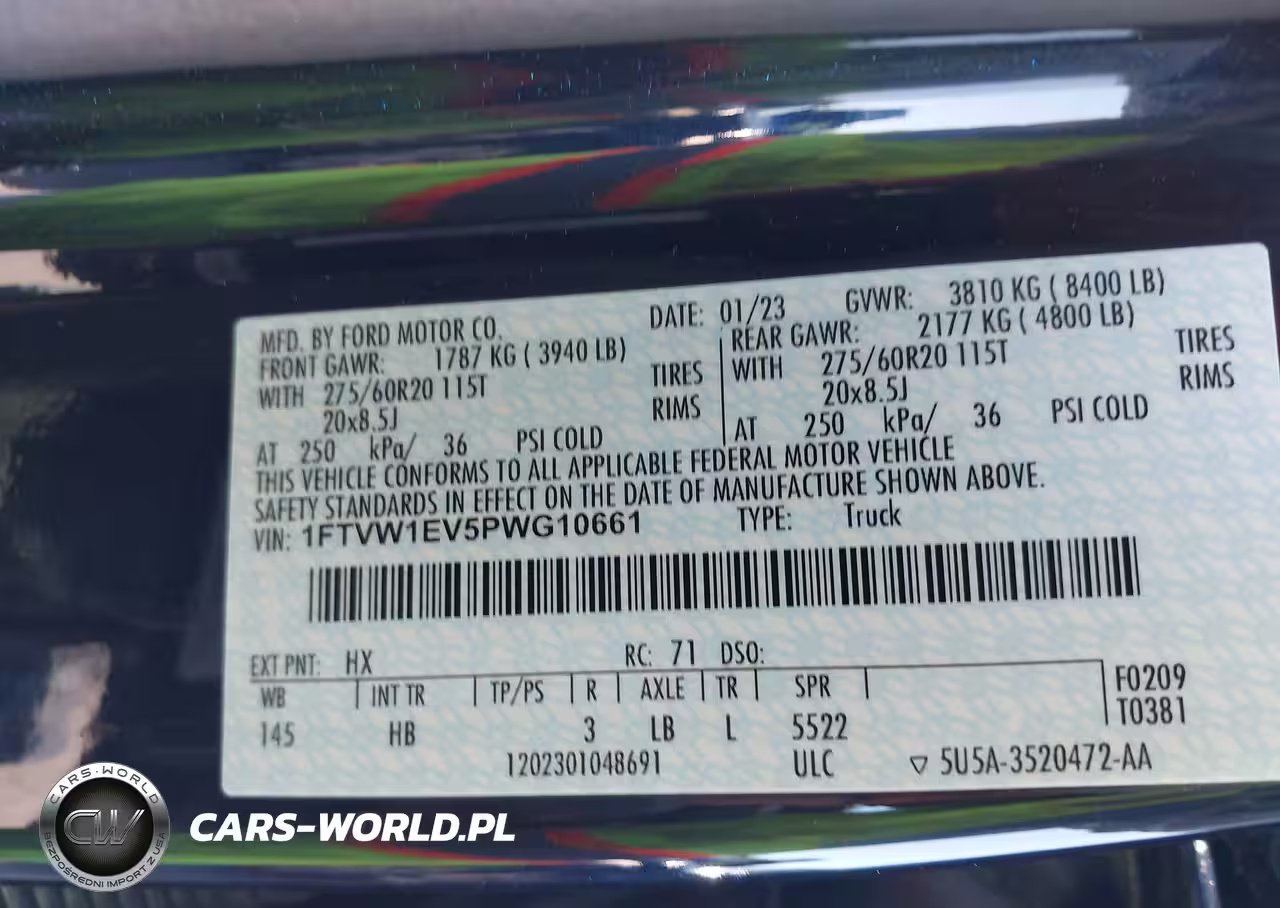 MFD. BY FORD MOTOR CO. DATE: 01/23 GVWR: 3810 KG ( 8400 LB)
FRONT GAWR: 1787 KG ( 3940 LB) REAR GAWR: 2177 KG ( 4800 LB)
WITH 275/60R20 115T TIRES WITH 275/60R20 115T TIRES
20x8.5J RIMS 20x8.5J RIMS
AT 250 kPa/ 36 PSI COLD AT 250 kPa/ 36 PSI COLD
THIS VEHICLE CONFORMS TO ALL APPLICABLE FEDERAL MOTOR VEHICLE
SAFETY STANDARDS IN EFFECT ON THE DATE OF MANUFACTURE SHOWN ABOVE.
VIN: 1FTVW1EV5PWG10661 TYPE: Truck
EXT PNT: HX RC: 71 DSO:
WB INT TR TP/PS R AXLE TR SPR F0209
145 HB 3 LB L 5522 T0381
1202301048691 ULC ▽ 5U5A-3520472-AA
CARS-WORLD
CW
BEZPOŚREDNI IMPORT Z USA
CARS-WORLD.PL